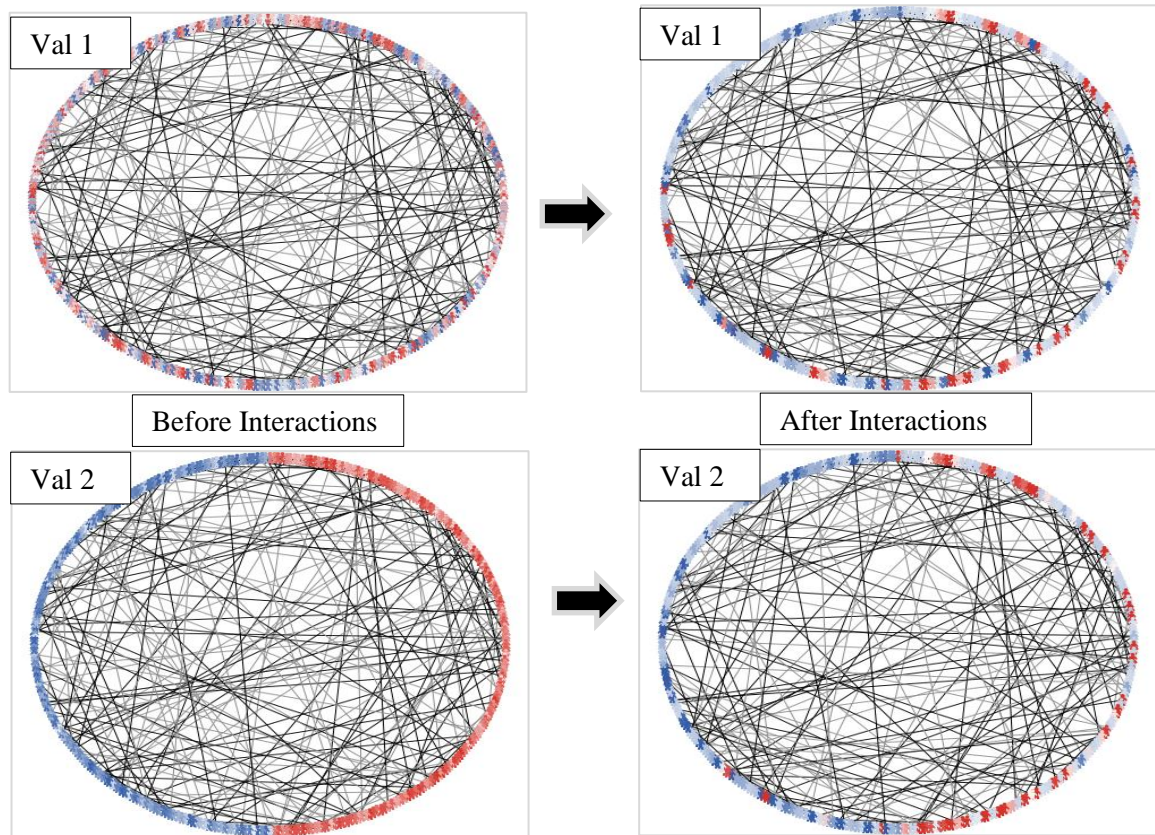 Val 1
Val 1
Before Interactions
After Interactions
Val 2
Val 2